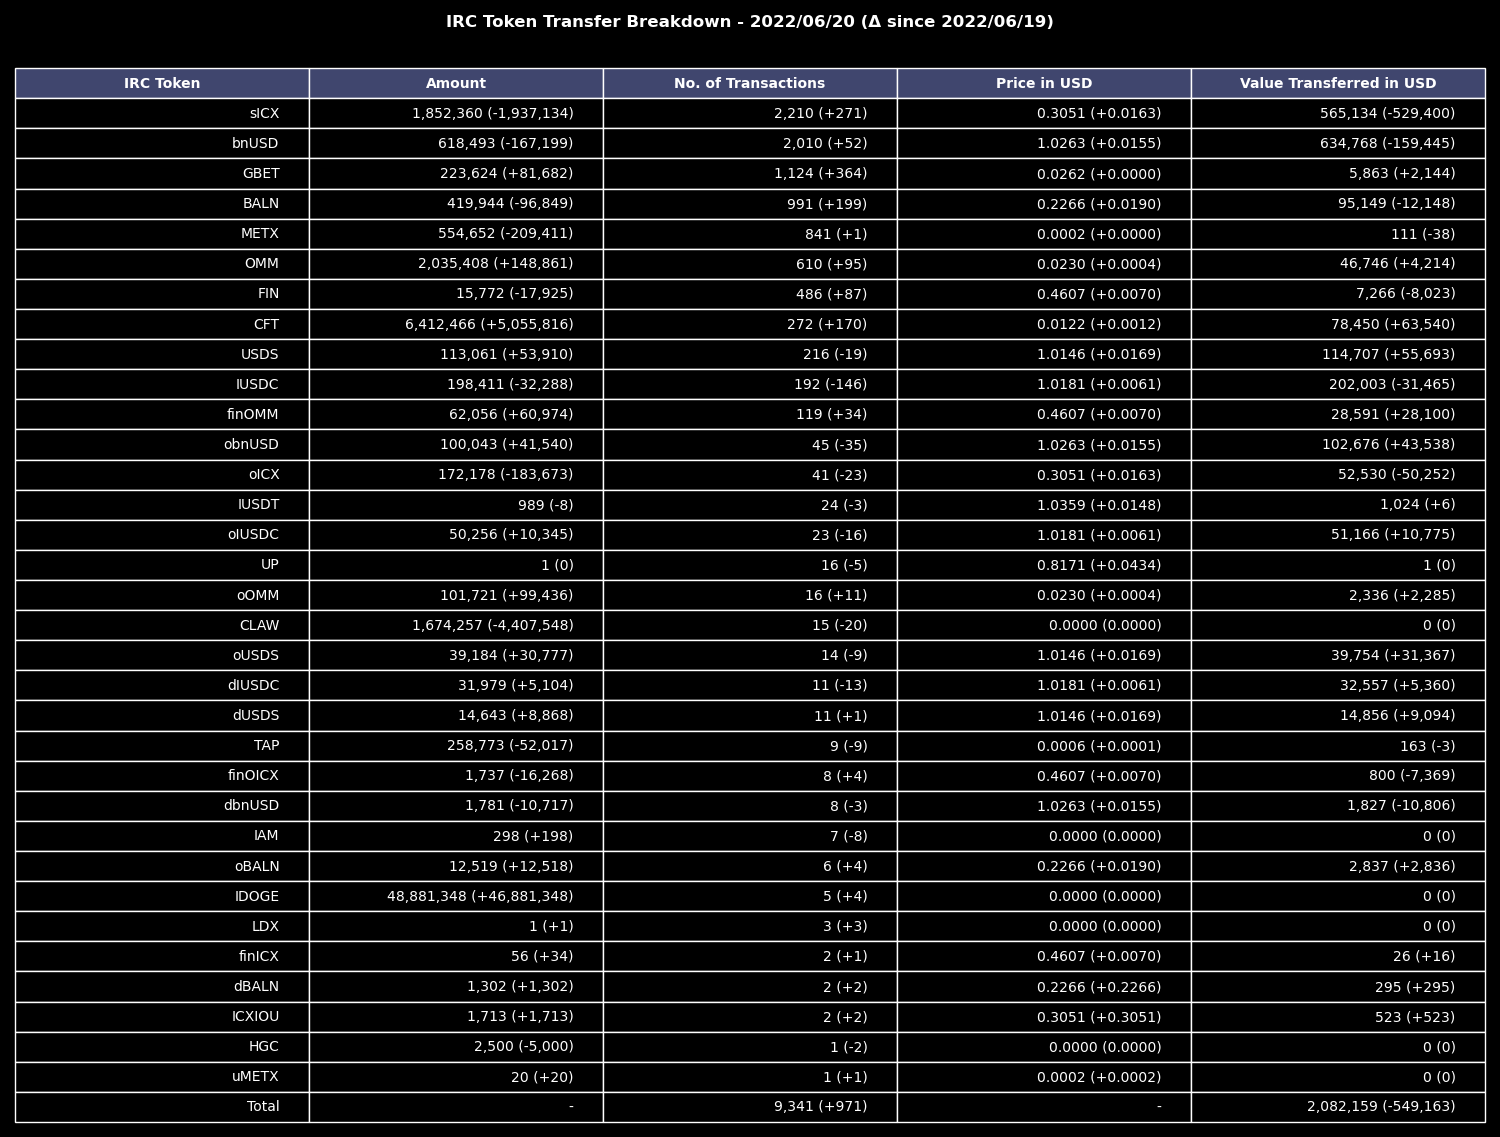 IRC Token Transfer Breakdown - 2022/06/20 (Δ since 2022/06/19)
IRC Token Amount No. of Transactions Price in USD Value Transferred in USD
sICX 1,852,360 (-1,937,134) 2,210 (+271) 0.3051 (+0.0163) 565,134 (-529,400)
bnUSD 618,493 (-167,199) 2,010 (+52) 1.0263 (+0.0155) 634,768 (-159,445)
GBET 223,624 (+81,682) 1,124 (+364) 0.0262 (+0.0000) 5,863 (+2,144)
BALN 419,944 (-96,849) 991 (+199) 0.2266 (+0.0190) 95,149 (-12,148)
METX 554,652 (-209,411) 841 (+1) 0.0002 (+0.0000) 111 (-38)
OMM 2,035,408 (+148,861) 610 (+95) 0.0230 (+0.0004) 46,746 (+4,214)
FIN 15,772 (-17,925) 486 (+87) 0.4607 (+0.0070) 7,266 (-8,023)
CFT 6,412,466 (+5,055,816) 272 (+170) 0.0122 (+0.0012) 78,450 (+63,540)
USDS 113,061 (+53,910) 216 (-19) 1.0146 (+0.0169) 114,707 (+55,693)
IUSDC 198,411 (-32,288) 192 (-146) 1.0181 (+0.0061) 202,003 (-31,465)
finOMM 62,056 (+60,974) 119 (+34) 0.4607 (+0.0070) 28,591 (+28,100)
obnUSD 100,043 (+41,540) 45 (-35) 1.0263 (+0.0155) 102,676 (+43,538)
oICX 172,178 (-183,673) 41 (-23) 0.3051 (+0.0163) 52,530 (-50,252)
IUSDT 989 (-8) 24 (-3) 1.0359 (+0.0148) 1,024 (+6)
oIUSDC 50,256 (+10,345) 23 (-16) 1.0181 (+0.0061) 51,166 (+10,775)
UP 1 (0) 16 (-5) 0.8171 (+0.0434) 1 (0)
oOMM 101,721 (+99,436) 16 (+11) 0.0230 (+0.0004) 2,336 (+2,285)
CLAW 1,674,257 (-4,407,548) 15 (-20) 0.0000 (0.0000) 0 (0)
oUSDS 39,184 (+30,777) 14 (-9) 1.0146 (+0.0169) 39,754 (+31,367)
dIUSDC 31,979 (+5,104) 11 (-13) 1.0181 (+0.0061) 32,557 (+5,360)
dUSDS 14,643 (+8,868) 11 (+1) 1.0146 (+0.0169) 14,856 (+9,094)
TAP 258,773 (-52,017) 9 (-9) 0.0006 (+0.0001) 163 (-3)
finOICX 1,737 (-16,268) 8 (+4) 0.4607 (+0.0070) 800 (-7,369)
dbnUSD 1,781 (-10,717) 8 (-3) 1.0263 (+0.0155) 1,827 (-10,806)
IAM 298 (+198) 7 (-8) 0.0000 (0.0000) 0 (0)
oBALN 12,519 (+12,518) 6 (+4) 0.2266 (+0.0190) 2,837 (+2,836)
IDOGE 48,881,348 (+46,881,348) 5 (+4) 0.0000 (0.0000) 0 (0)
LDX 1 (+1) 3 (+3) 0.0000 (0.0000) 0 (0)
finICX 56 (+34) 2 (+1) 0.4607 (+0.0070) 26 (+16)
dBALN 1,302 (+1,302) 2 (+2) 0.2266 (+0.2266) 295 (+295)
ICXIOU 1,713 (+1,713) 2 (+2) 0.3051 (+0.3051) 523 (+523)
HGC 2,500 (-5,000) 1 (-2) 0.0000 (0.0000) 0 (0)
uMETX 20 (+20) 1 (+1) 0.0002 (+0.0002) 0 (0)
Total - 9,341 (+971) - 2,082,159 (-549,163)